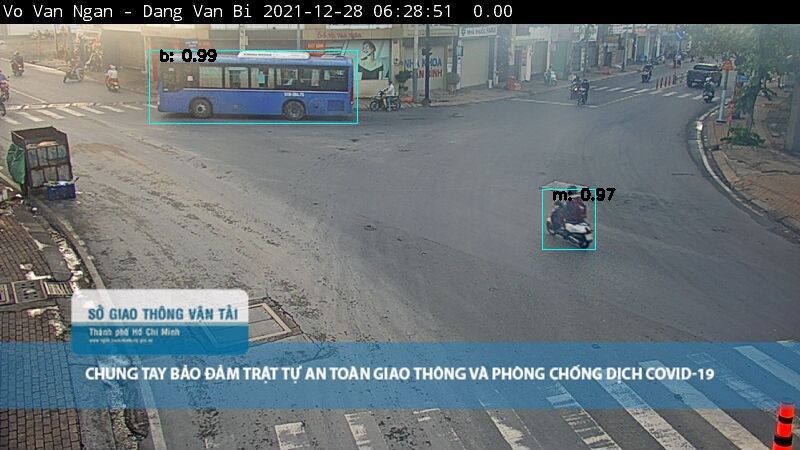 Vo Van Ngan - Dang Van Bi 2021-12-28 06:28:51 0.00
b: 0.99
m: 0.97
SỞ GIAO THÔNG VẬN TẢI
Thành phố Hồ Chí Minh
CHUNG TAY BẢO ĐẢM TRẬT TỰ AN TOÀN GIAO THÔNG VÀ PHÒNG CHỐNG DỊCH COVID-19